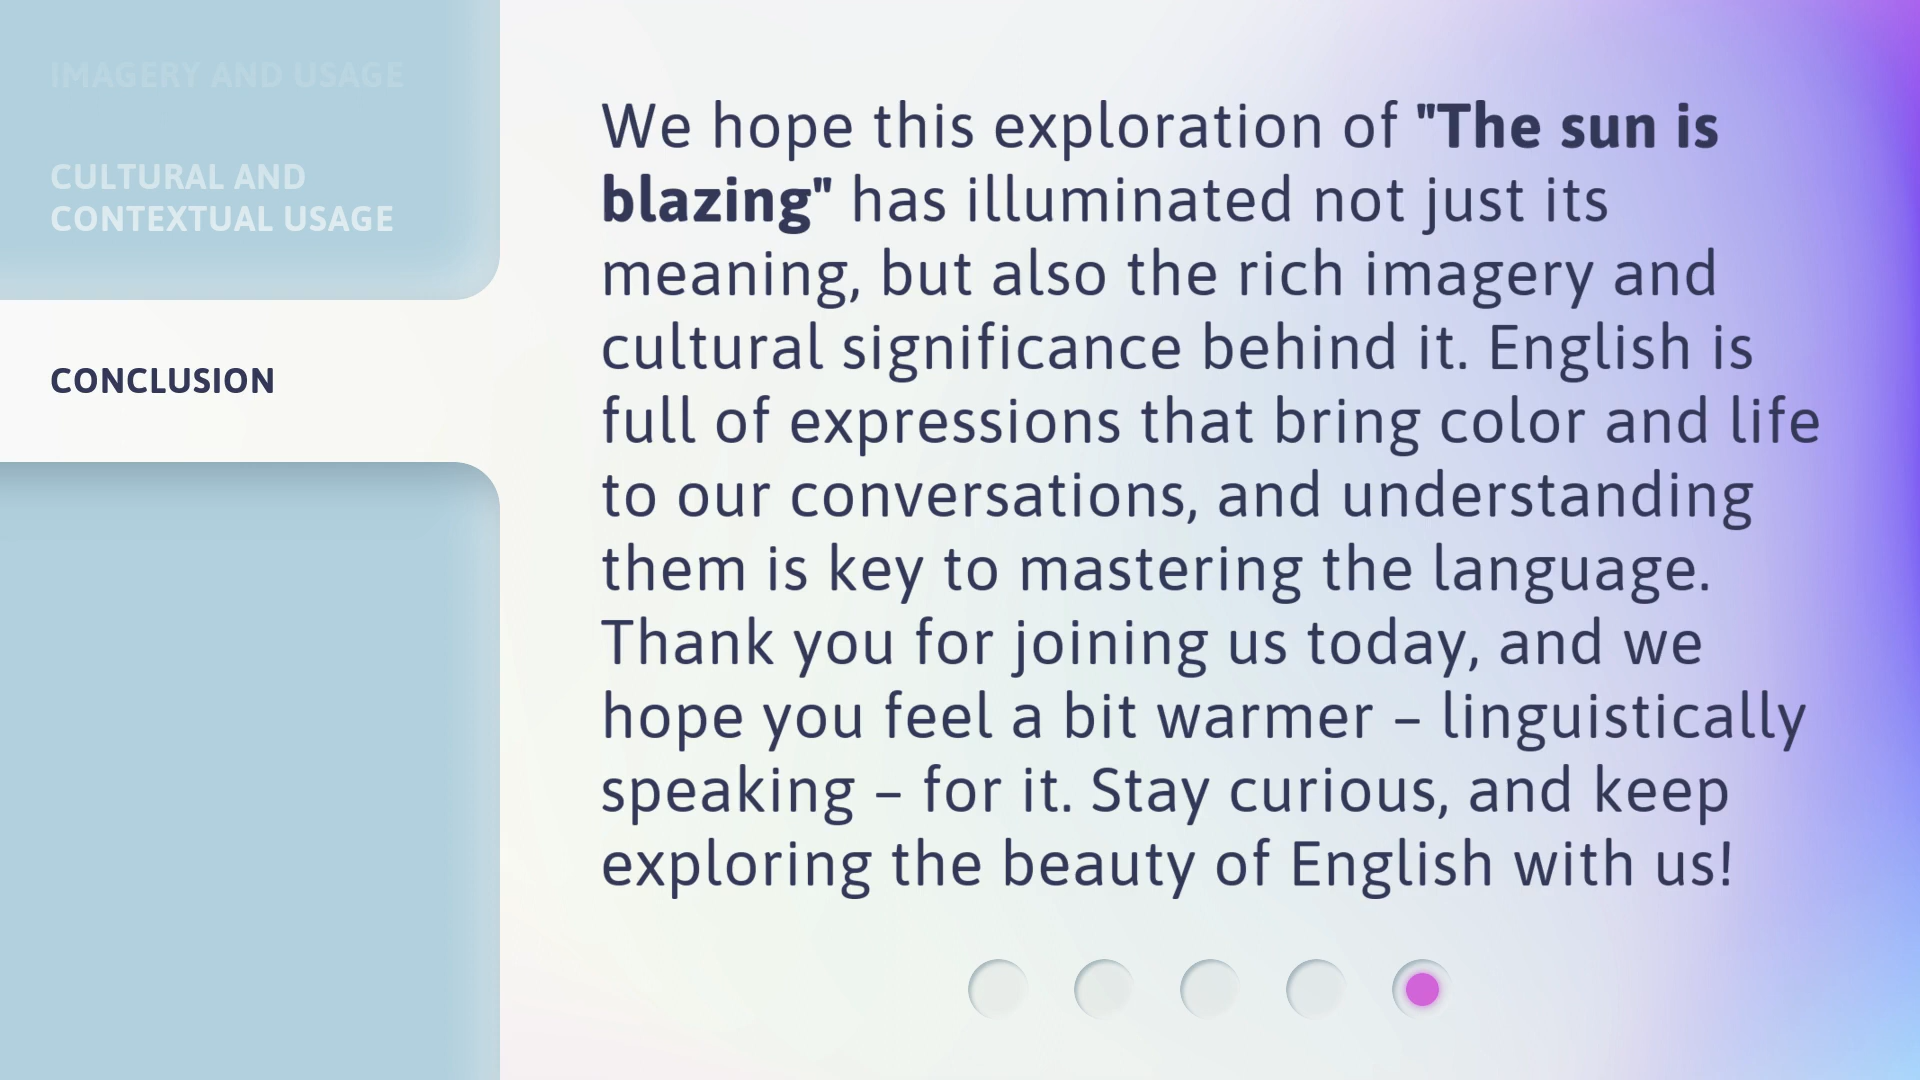 IMAGERY AND USAGE
CULTURAL AND
CONTEXTUAL USAGE
CONCLUSION
We hope this exploration of "The sun is
blazing" has illuminated not just its
meaning, but also the rich imagery and
cultural significance behind it. English is
full of expressions that bring color and life
to our conversations, and understanding
them is key to mastering the language.
Thank you for joining us today, and we
hope you feel a bit warmer – linguistically
speaking – for it. Stay curious, and keep
exploring the beauty of English with us!